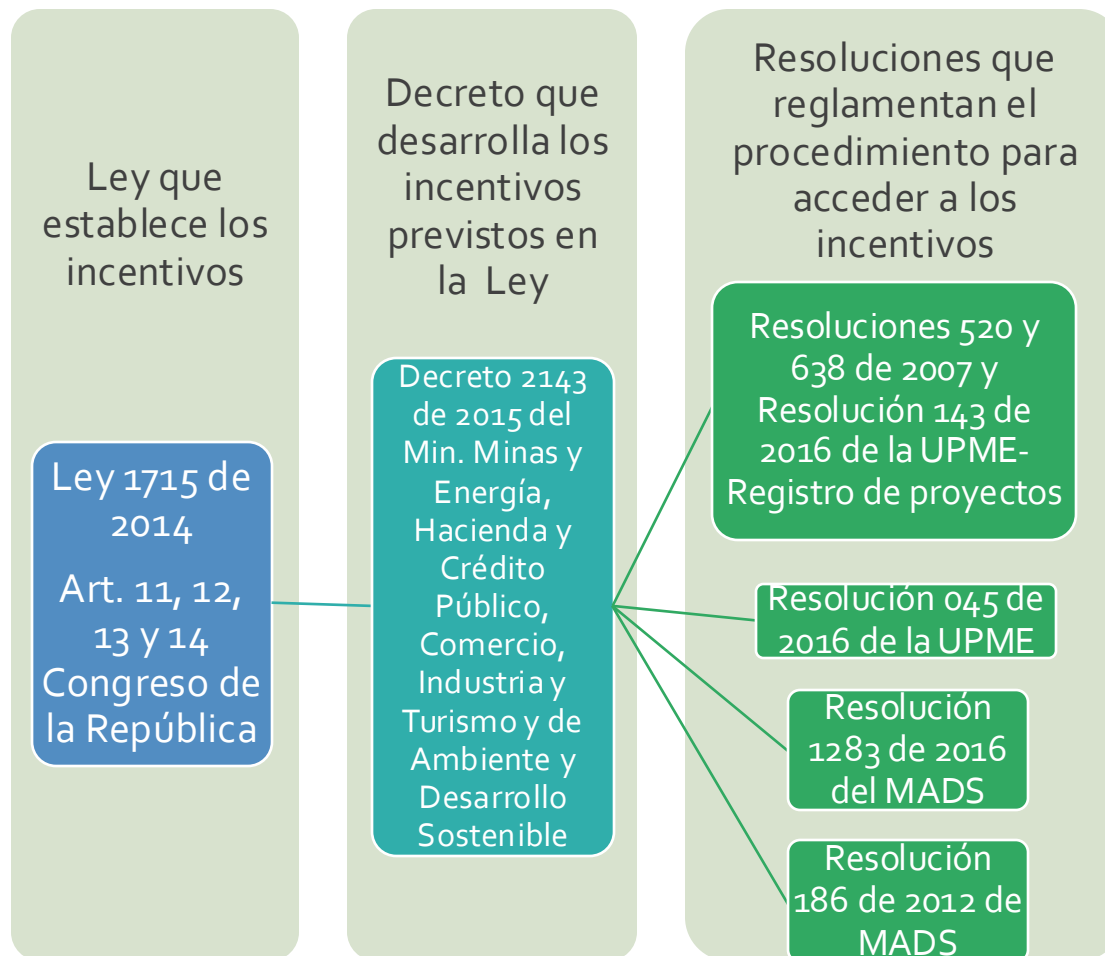 Ley que
establece los
incentivos
Ley 1715 de
2014
Art. 11, 12,
13 y 14
Congreso de
la República
Decreto que
desarrolla los
incentivos
previstos en
la Ley
Decreto 2143
de 2015 del
Min. Minas y
Energía,
Hacienda y
Crédito
Público,
Comercio,
Industria y
Turismo y de
Ambiente y
Desarrollo
Sostenible
Resoluciones que
reglamentan el
procedimiento para
acceder a los
incentivos
Resoluciones 520 y
638 de 2007 y
Resolución 143 de
2016 de la UPME-
Registro de proyectos
Resolución 045 de
2016 de la UPME
Resolución
1283 de 2016
del MADS
Resolución
186 de 2012 de
MADS